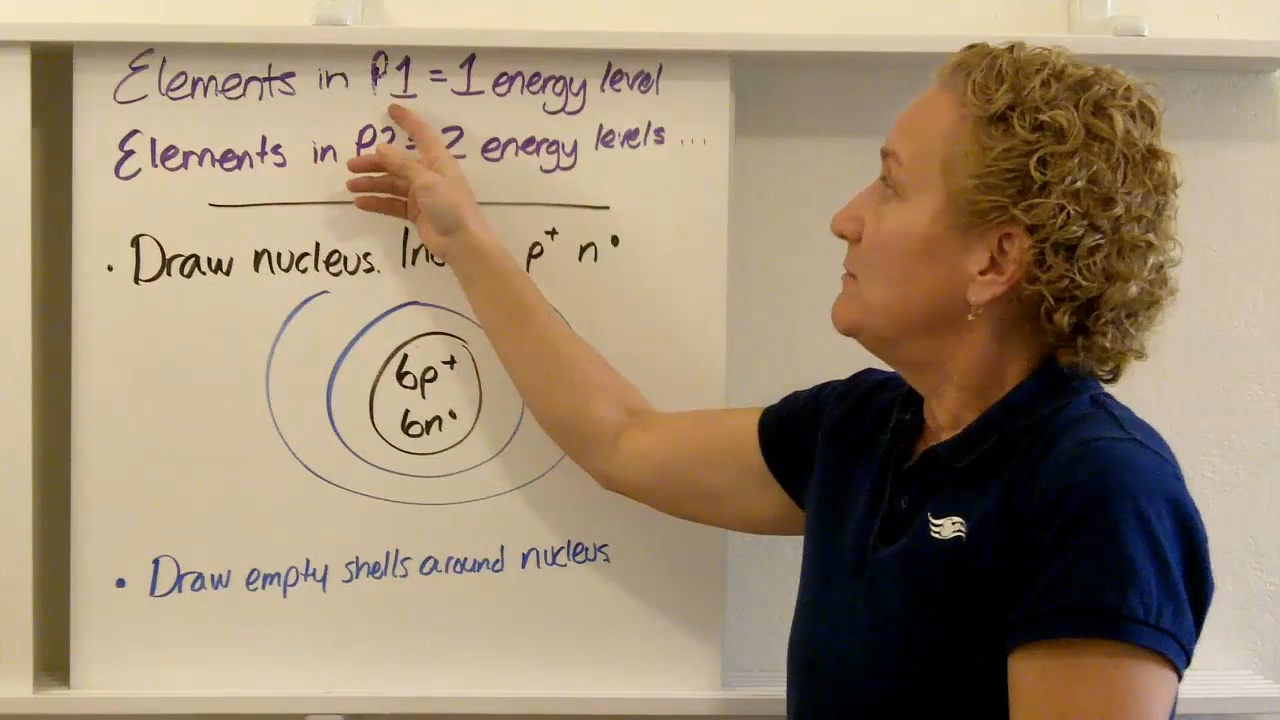 Elements in P1 = 1 energy level
Elements in P2 = 2 energy levels ...
• Draw nucleus. p⁺ n°
6p⁺
6n°
• Draw empty shells around nucleus.